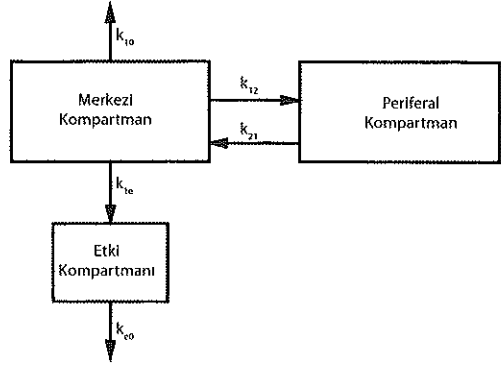 k₁₀
Merkezi
Kompartman
k₁₂
k₂₁
Periferal
Kompartman
k₁ₑ
Etki
Kompartmanı
kₑ₀